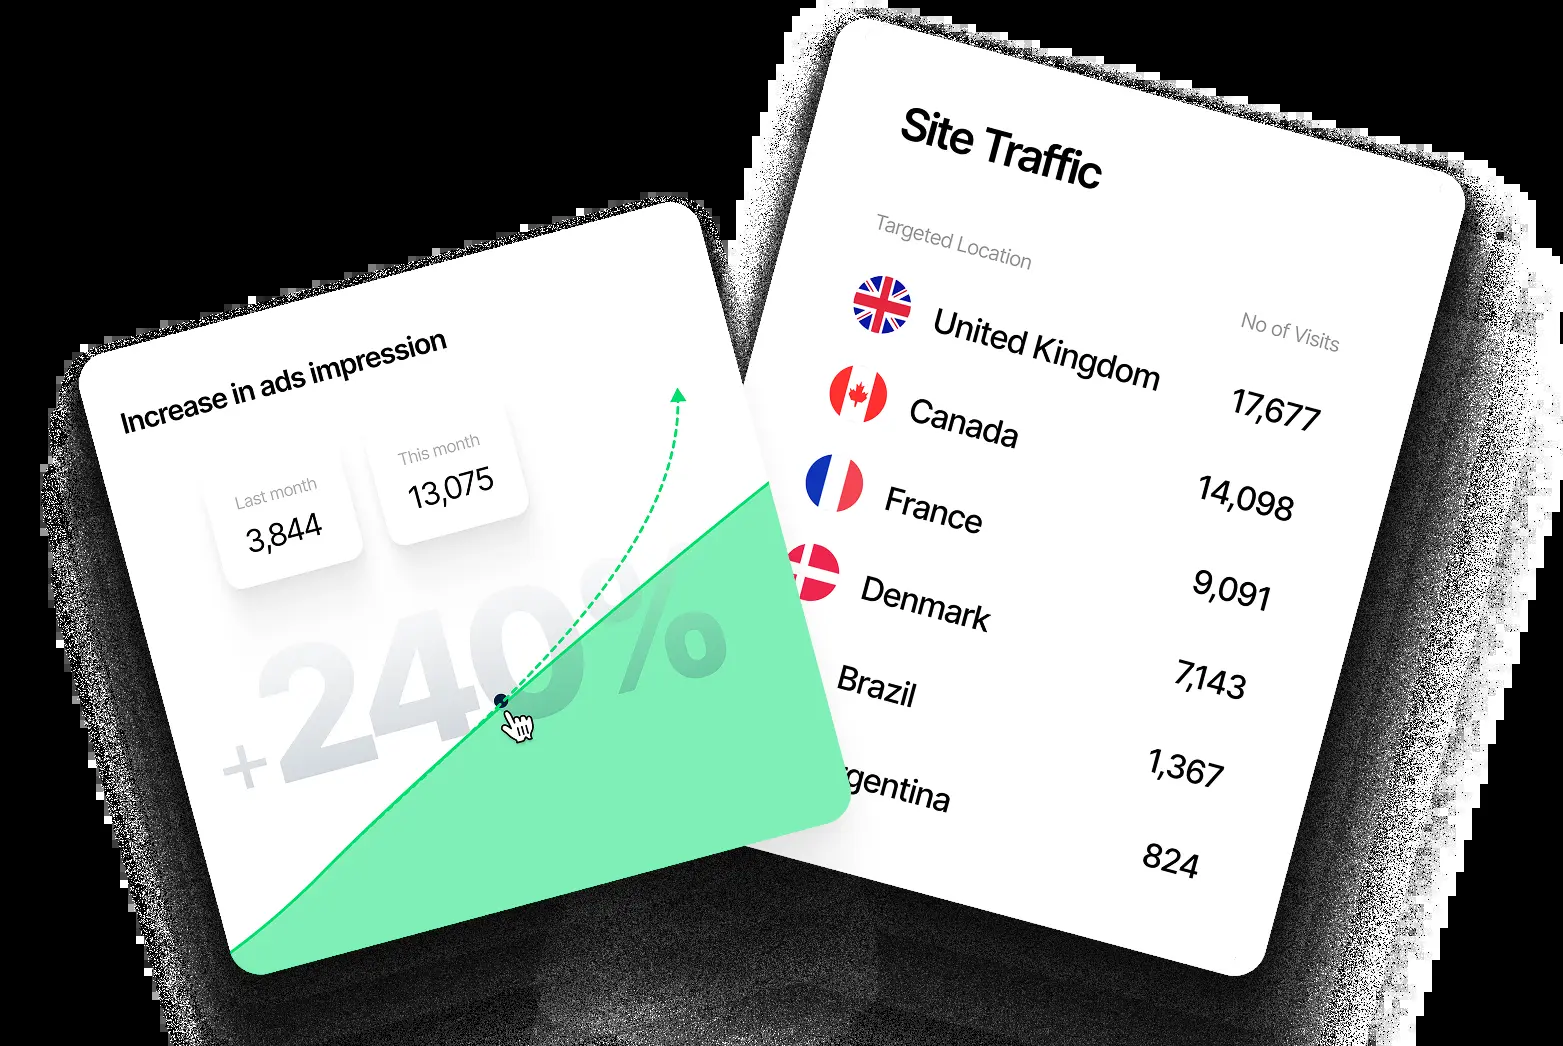 Increase in ads impression
Last month
3,844
This month
13,075
+240%
Site Traffic
Targeted Location
No of Visits
United Kingdom
17,677
Canada
14,098
France
9,091
Denmark
7,143
Brazil
1,367
rgentina
824